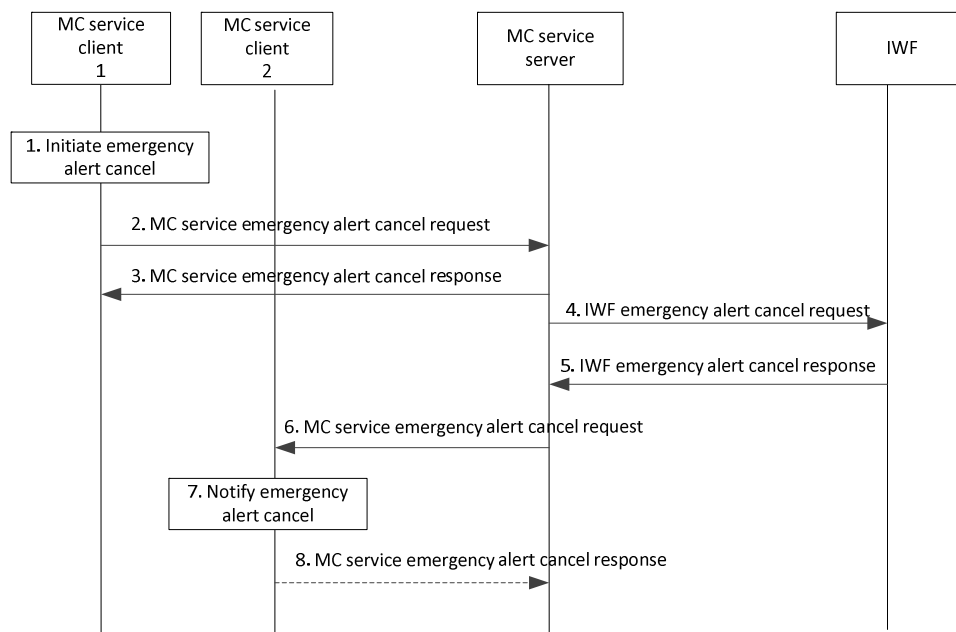 MC service
client
1
MC service
client
2
MC service
server
IWF
1. Initiate emergency
alert cancel
2. MC service emergency alert cancel request
3. MC service emergency alert cancel response
4. IWF emergency alert cancel request
5. IWF emergency alert cancel response
6. MC service emergency alert cancel request
7. Notify emergency
alert cancel
8. MC service emergency alert cancel response